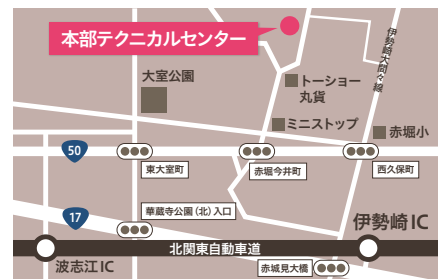 本部テクニカルセンター
伊勢崎大間々線
大室公園
トーショー
丸貨
ミニストップ
赤堀小
50
東大室町
赤堀今井町
西久保町
17
華蔵寺公園(北)入口
伊勢崎IC
北関東自動車道
波志江IC
赤城見大橋